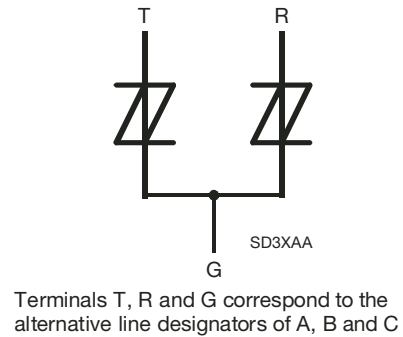 T R
SD3XAA
G
Terminals T, R and G correspond to the
alternative line designators of A, B and C